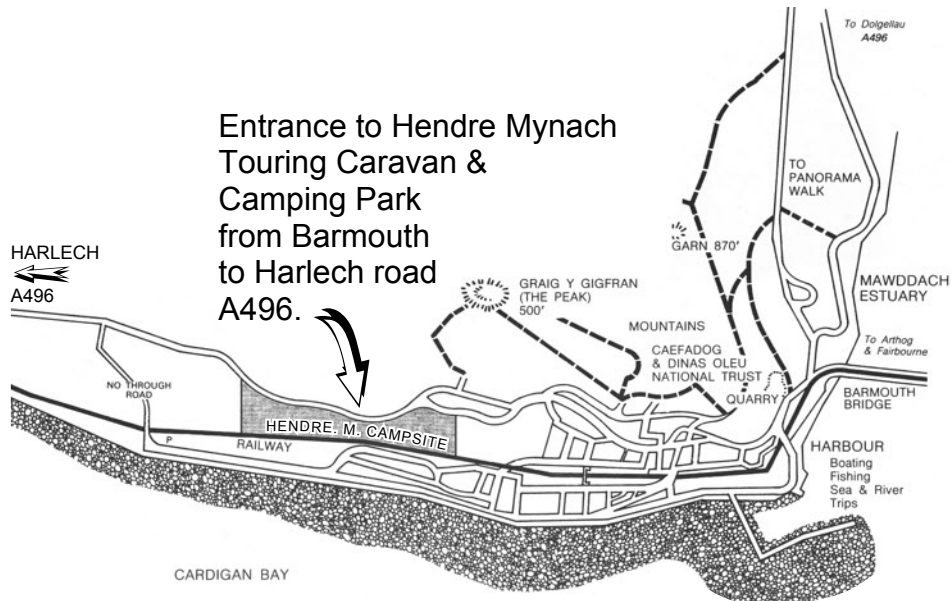 To Dolgellau
A496
Entrance to Hendre Mynach
Touring Caravan &
Camping Park
from Barmouth
to Harlech road
A496.
TO
PANORAMA
WALK
HARLECH
A496
GARN 870'
MAWDDACH
ESTUARY
GRAIG Y GIGFRAN
(THE PEAK)
500'
MOUNTAINS
CAEFADOG
& DINAS OLEU
NATIONAL TRUST
To Arthog
& Fairbourne
QUARRY
BARMOUTH
BRIDGE
NO THROUGH
ROAD
HENDRE. M. CAMPSITE
P
RAILWAY
HARBOUR
Boating
Fishing
Sea & River
Trips
CARDIGAN BAY